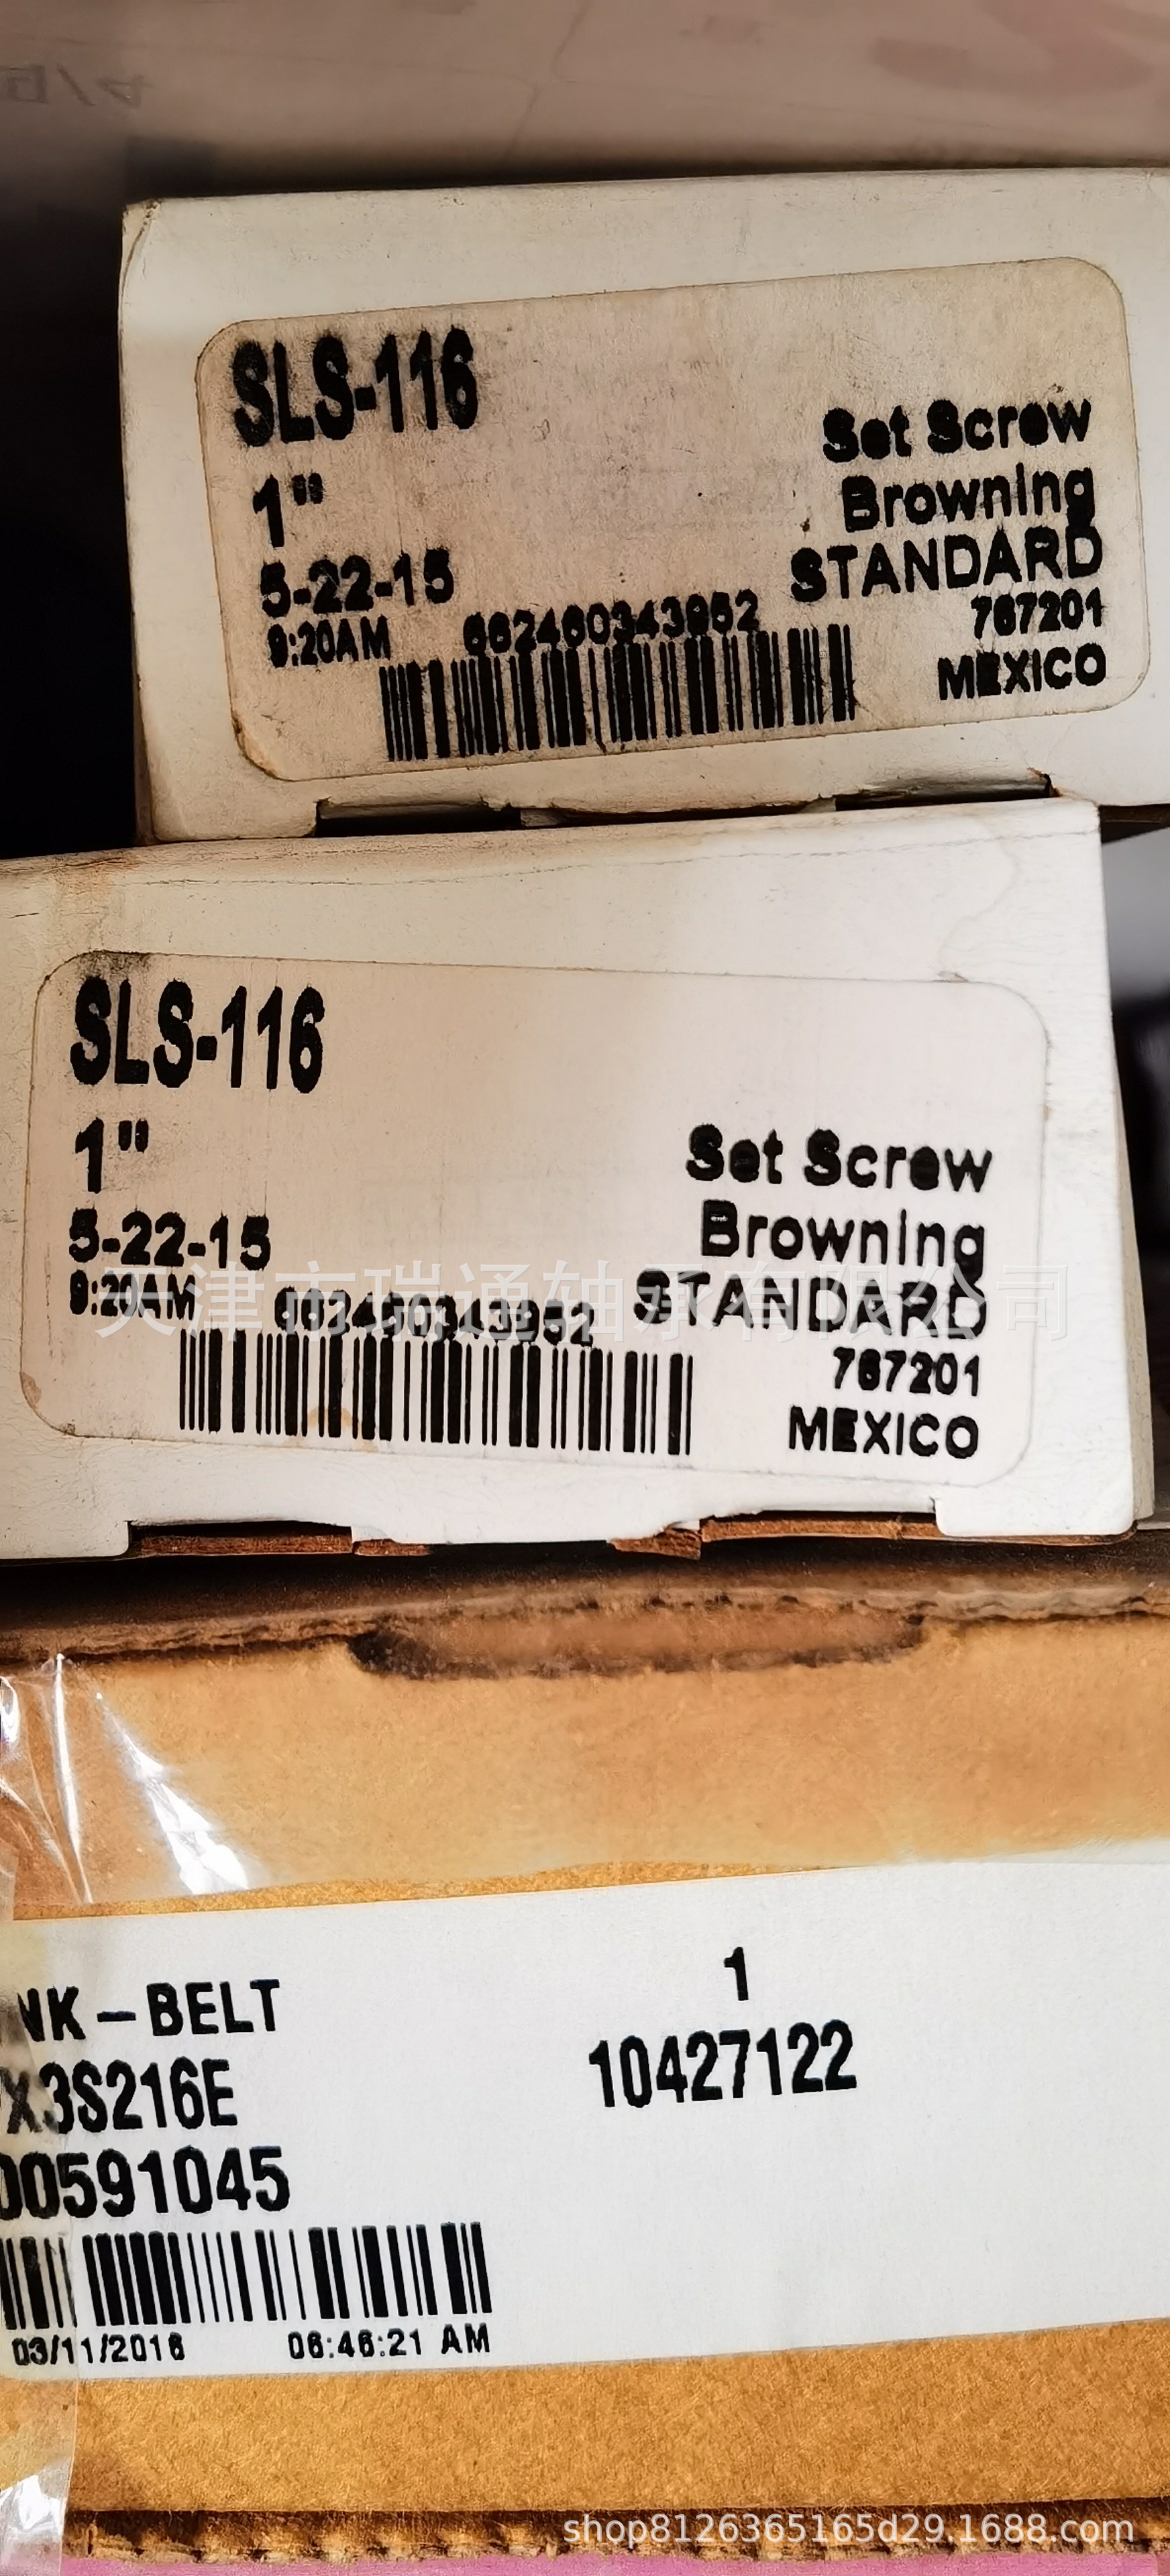 SLS-116
1"
5-22-15
9:20AM
662460343952
Set Screw
Browning
STANDARD
767201
MEXICO
SLS-116
1"
5-22-15
9:20AM
662460343952
Set Screw
Browning
STANDARD
767201
MEXICO
天津市瑞通轴承有限公司
NK-BELT
X3S216E
00591045
03/11/2016 06:46:21 AM
1
10427122
shop8126365165d29.1688.com